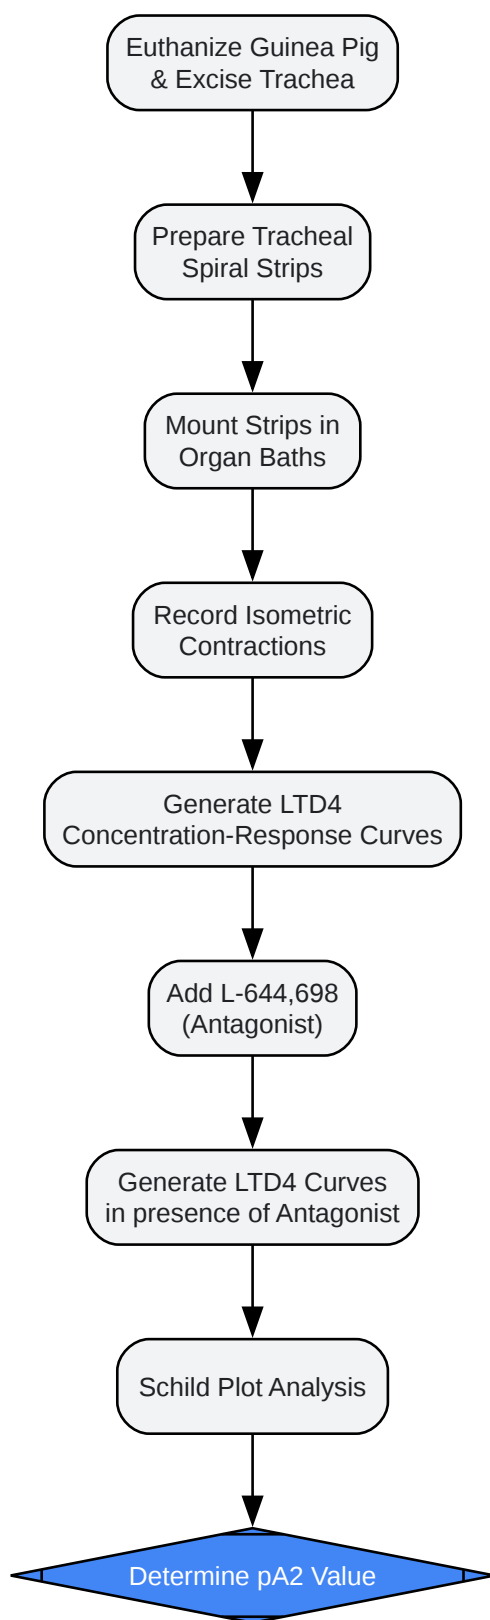 Euthanize Guinea Pig
& Excise Trachea
Prepare Tracheal
Spiral Strips
Mount Strips in
Organ Baths
Record Isometric
Contractions
Generate LTD4
Concentration-Response Curves
Add L-644,698
(Antagonist)
Generate LTD4 Curves
in presence of Antagonist
Schild Plot Analysis
Determine pA2 Value